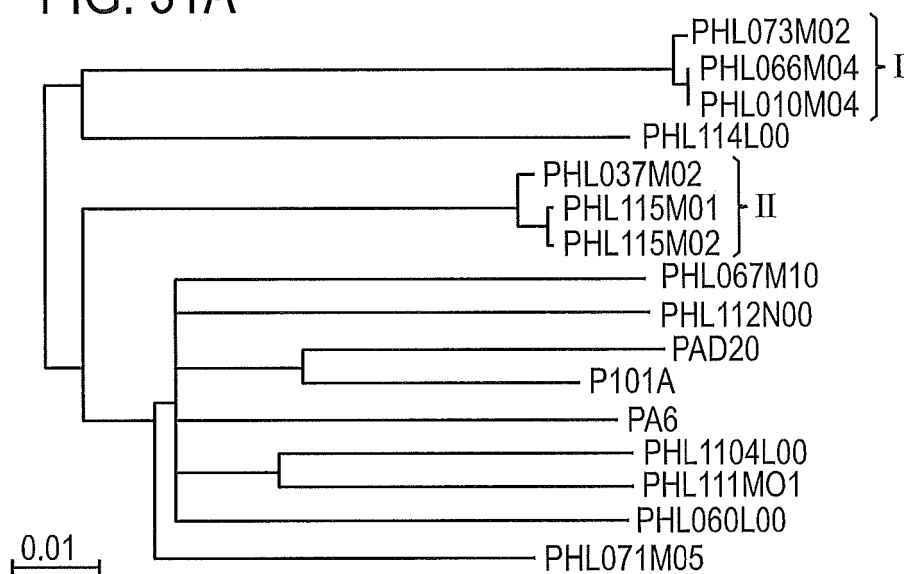 FIG. 31A
PHL073M02
PHL066M04
I
PHL010M04
PHL114L00
PHL037M02
PHL115M01
II
PHL115M02
PHL067M10
PHL112N00
PAD20
P101A
PA6
PHL1104L00
PHL111MO1
PHL060L00
PHL071M05
0.01